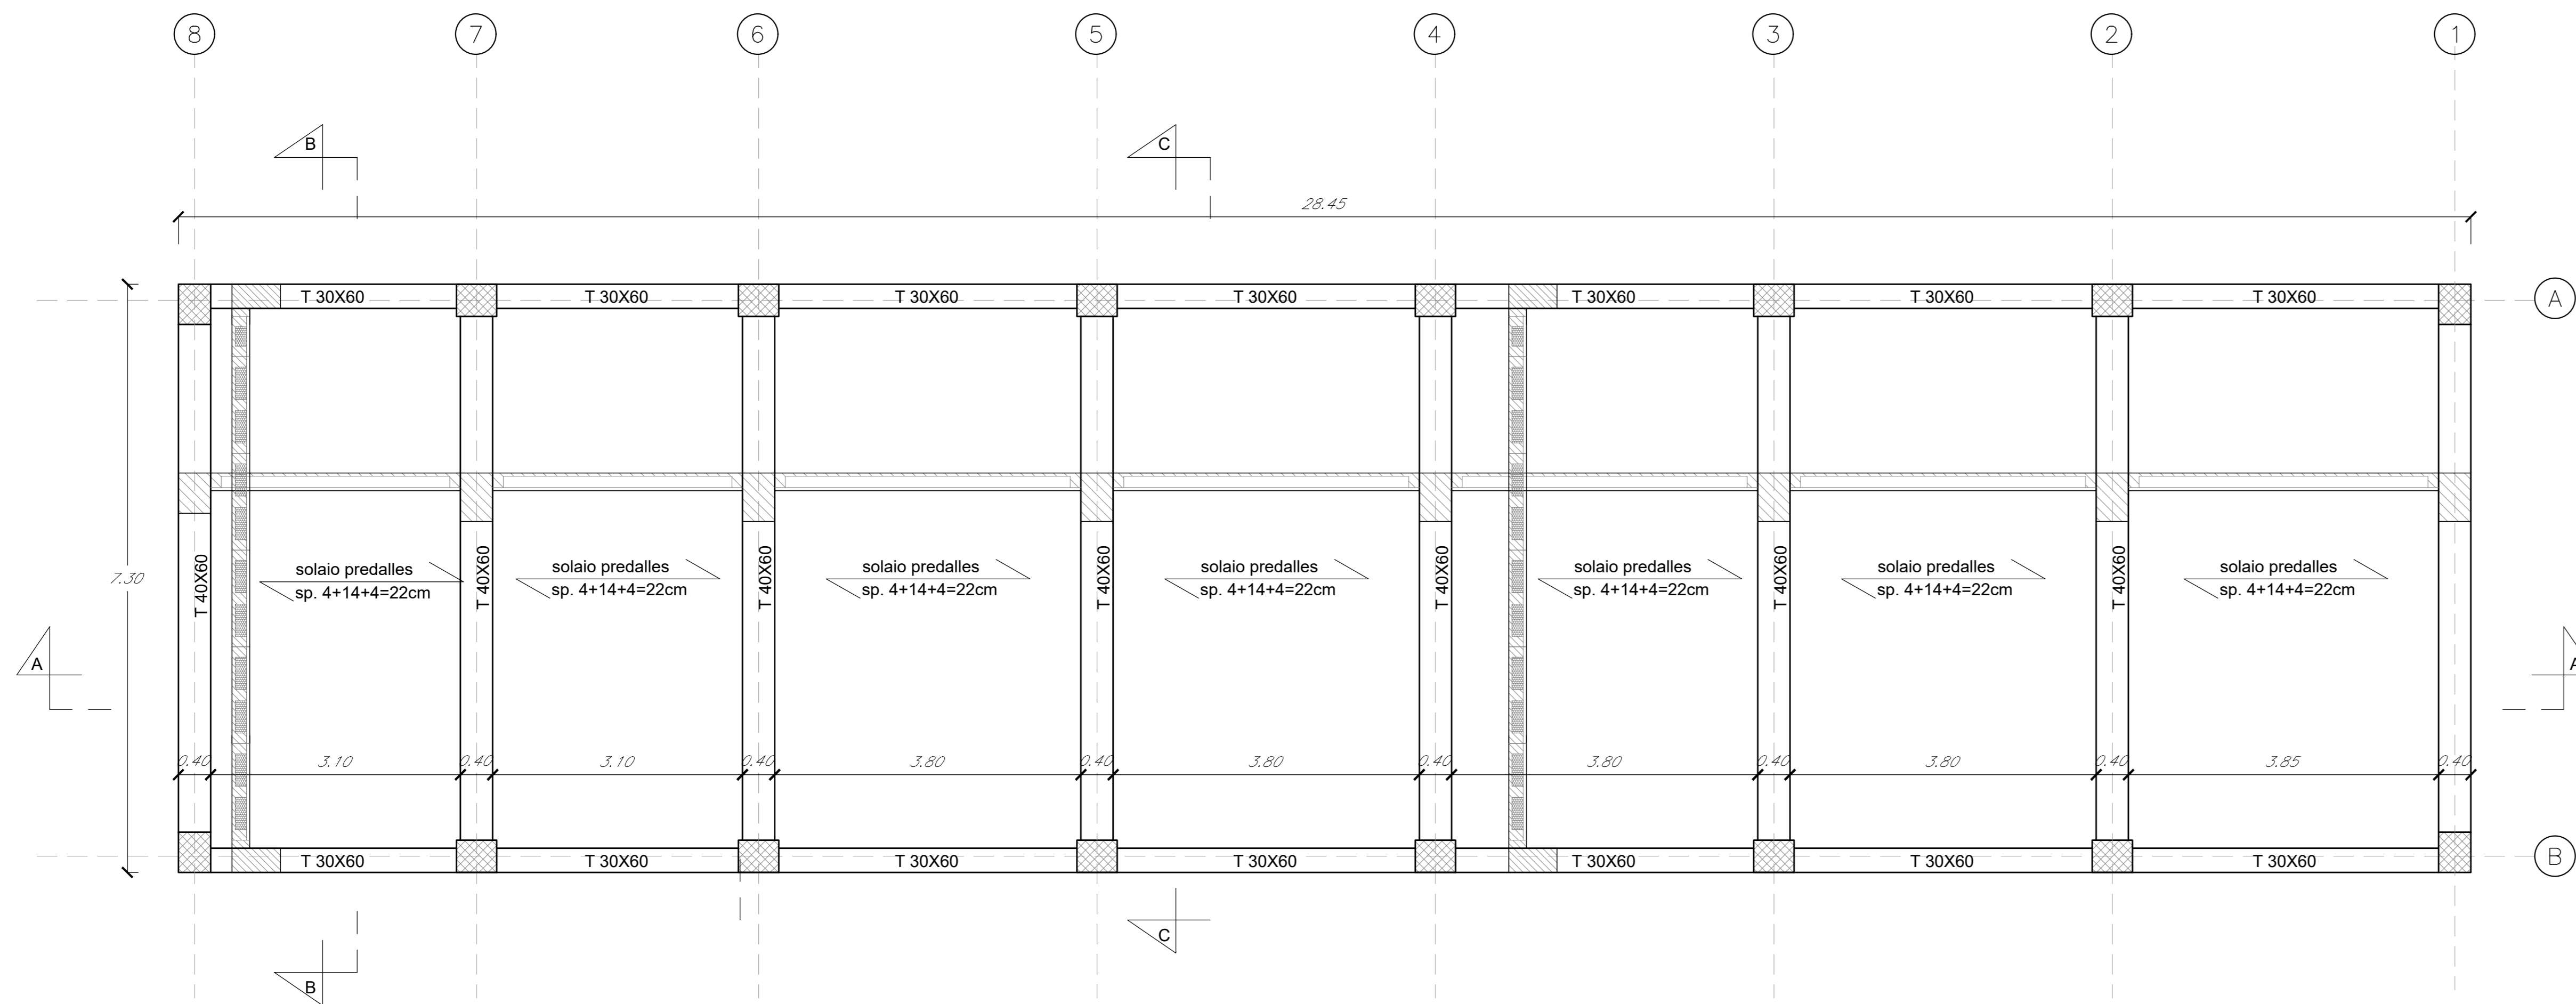 8 7 6 5 4 3 2 1
B C
28.45
A
T 30X60 T 30X60 T 30X60 T 30X60 T 30X60 T 30X60 T 30X60
7.30
T 40X60 T 40X60 T 40X60 T 40X60 T 40X60 T 40X60 T 40X60
solaio predalles
sp. 4+14+4=22cm
solaio predalles
sp. 4+14+4=22cm
solaio predalles
sp. 4+14+4=22cm
solaio predalles
sp. 4+14+4=22cm
solaio predalles
sp. 4+14+4=22cm
solaio predalles
sp. 4+14+4=22cm
solaio predalles
sp. 4+14+4=22cm
A A
0.40 3.10 0.40 3.10 0.40 3.80 0.40 3.80 0.40 3.80 0.40 3.80 0.40 3.85 0.40
T 30X60 T 30X60 T 30X60 T 30X60 T 30X60 T 30X60 T 30X60
B
C
B